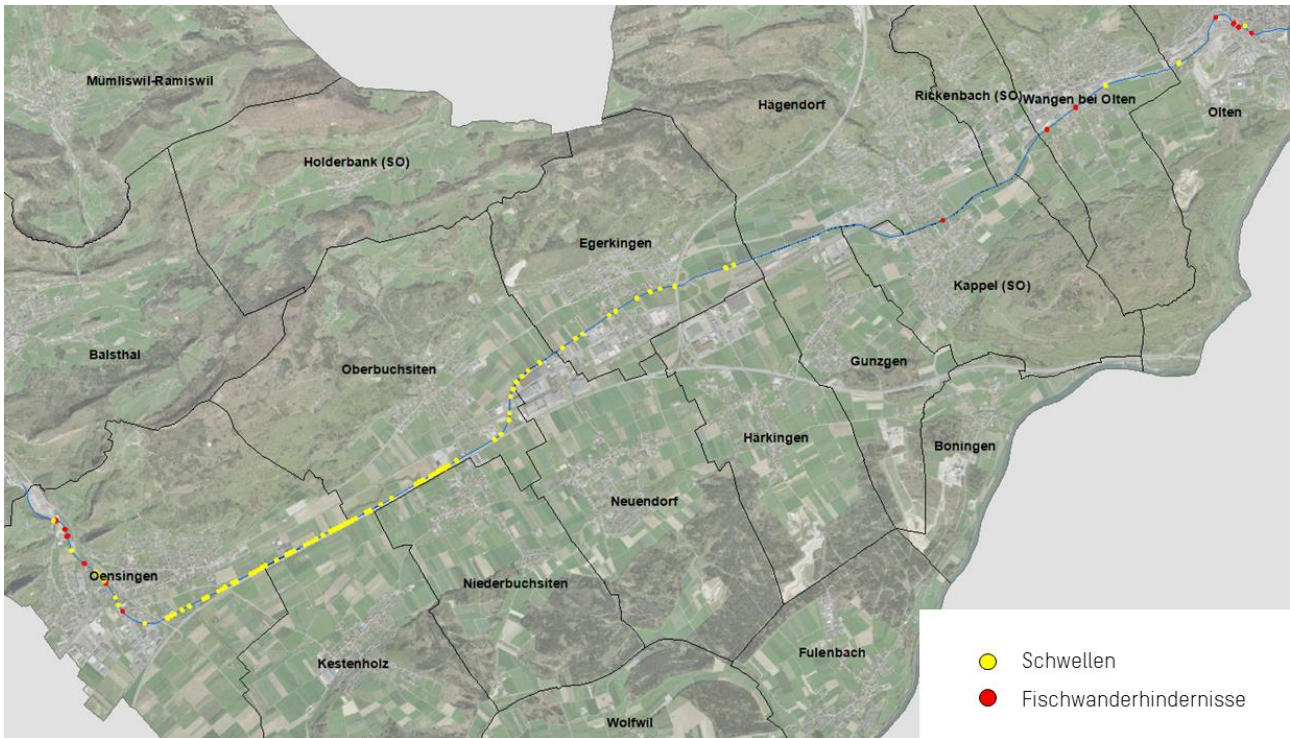 Mümliswil-Ramiswil
Hägendorf
Rickenbach (SO)
Wangen bei Olten
Olten
Holderbank (SO)
Egerkingen
Kappel (SO)
Balsthal
Oberbuchsiten
Gunzgen
Härkingen
Boningen
Neuendorf
Oensingen
Niederbuchsiten
Kestenholz
Fulenbach
Wolfwil
Schwellen
Fischwanderhindernisse